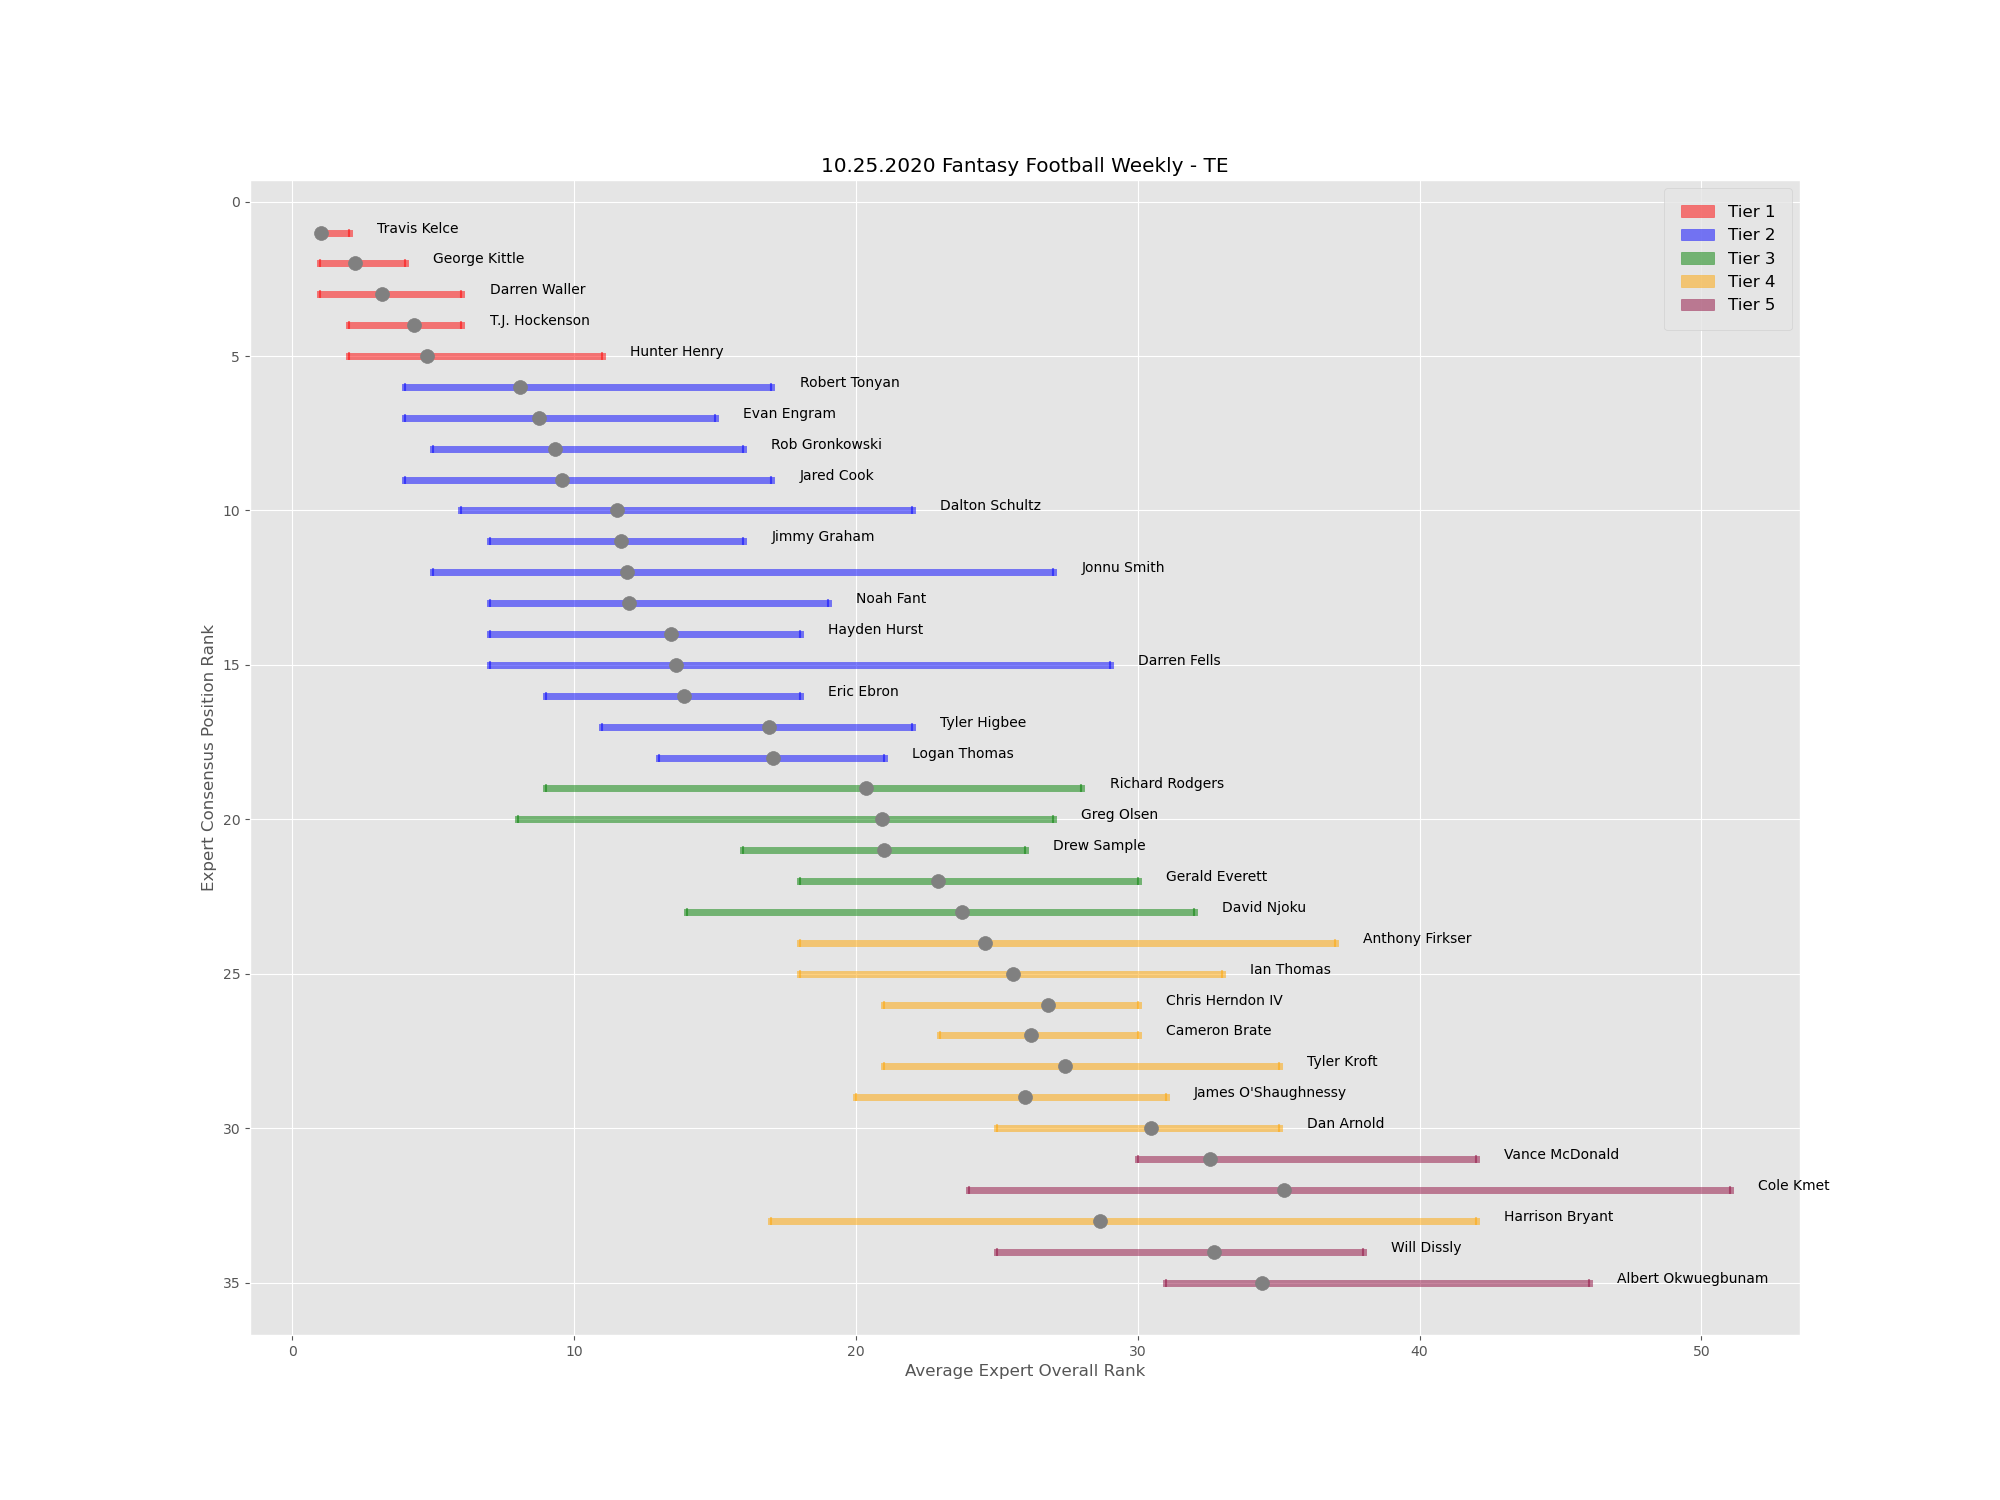 10.25.2020 Fantasy Football Weekly - TE
Tier 1
Tier 2
Tier 3
Tier 4
Tier 5
Expert Consensus Position Rank
0
5
10
15
20
25
30
35
Travis Kelce
George Kittle
Darren Waller
T.J. Hockenson
Hunter Henry
Robert Tonyan
Evan Engram
Rob Gronkowski
Jared Cook
Dalton Schultz
Jimmy Graham
Jonnu Smith
Noah Fant
Hayden Hurst
Darren Fells
Eric Ebron
Tyler Higbee
Logan Thomas
Richard Rodgers
Greg Olsen
Drew Sample
Gerald Everett
David Njoku
Anthony Firkser
Ian Thomas
Chris Herndon IV
Cameron Brate
Tyler Kroft
James O'Shaughnessy
Dan Arnold
Vance McDonald
Cole Kmet
Harrison Bryant
Will Dissly
Albert Okwuegbunam
0 10 20 30 40 50
Average Expert Overall Rank